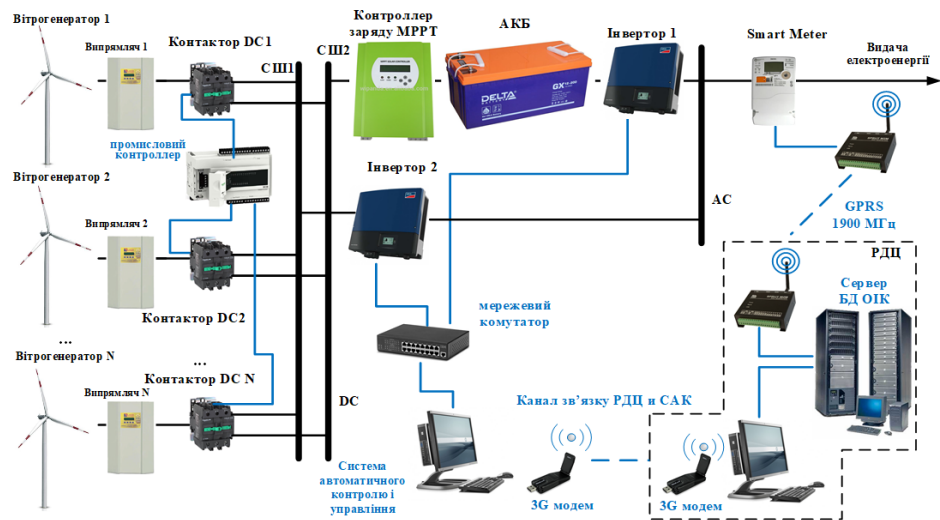 Вітрогенератор 1
Випрямляч 1
Контактор DC1
СШ1
СШ2
Контроллер
заряду MPPT
АКБ
DELTA
Інвертор 1
Smart Meter
Видача
електроенергії
промисловий
контроллер
Вітрогенератор 2
Випрямляч 2
Контактор DC2
Інвертор 2
АС
GPRS
1900 МГц
РДЦ
Сервер
БД ОІК
мережевий
комутатор
...
Вітрогенератор N
Випрямляч N
...
Контактор DC N
DC
Канал зв’язку РДЦ и САК
Система
автоматичного
контролю і
управління
3G модем
3G модем